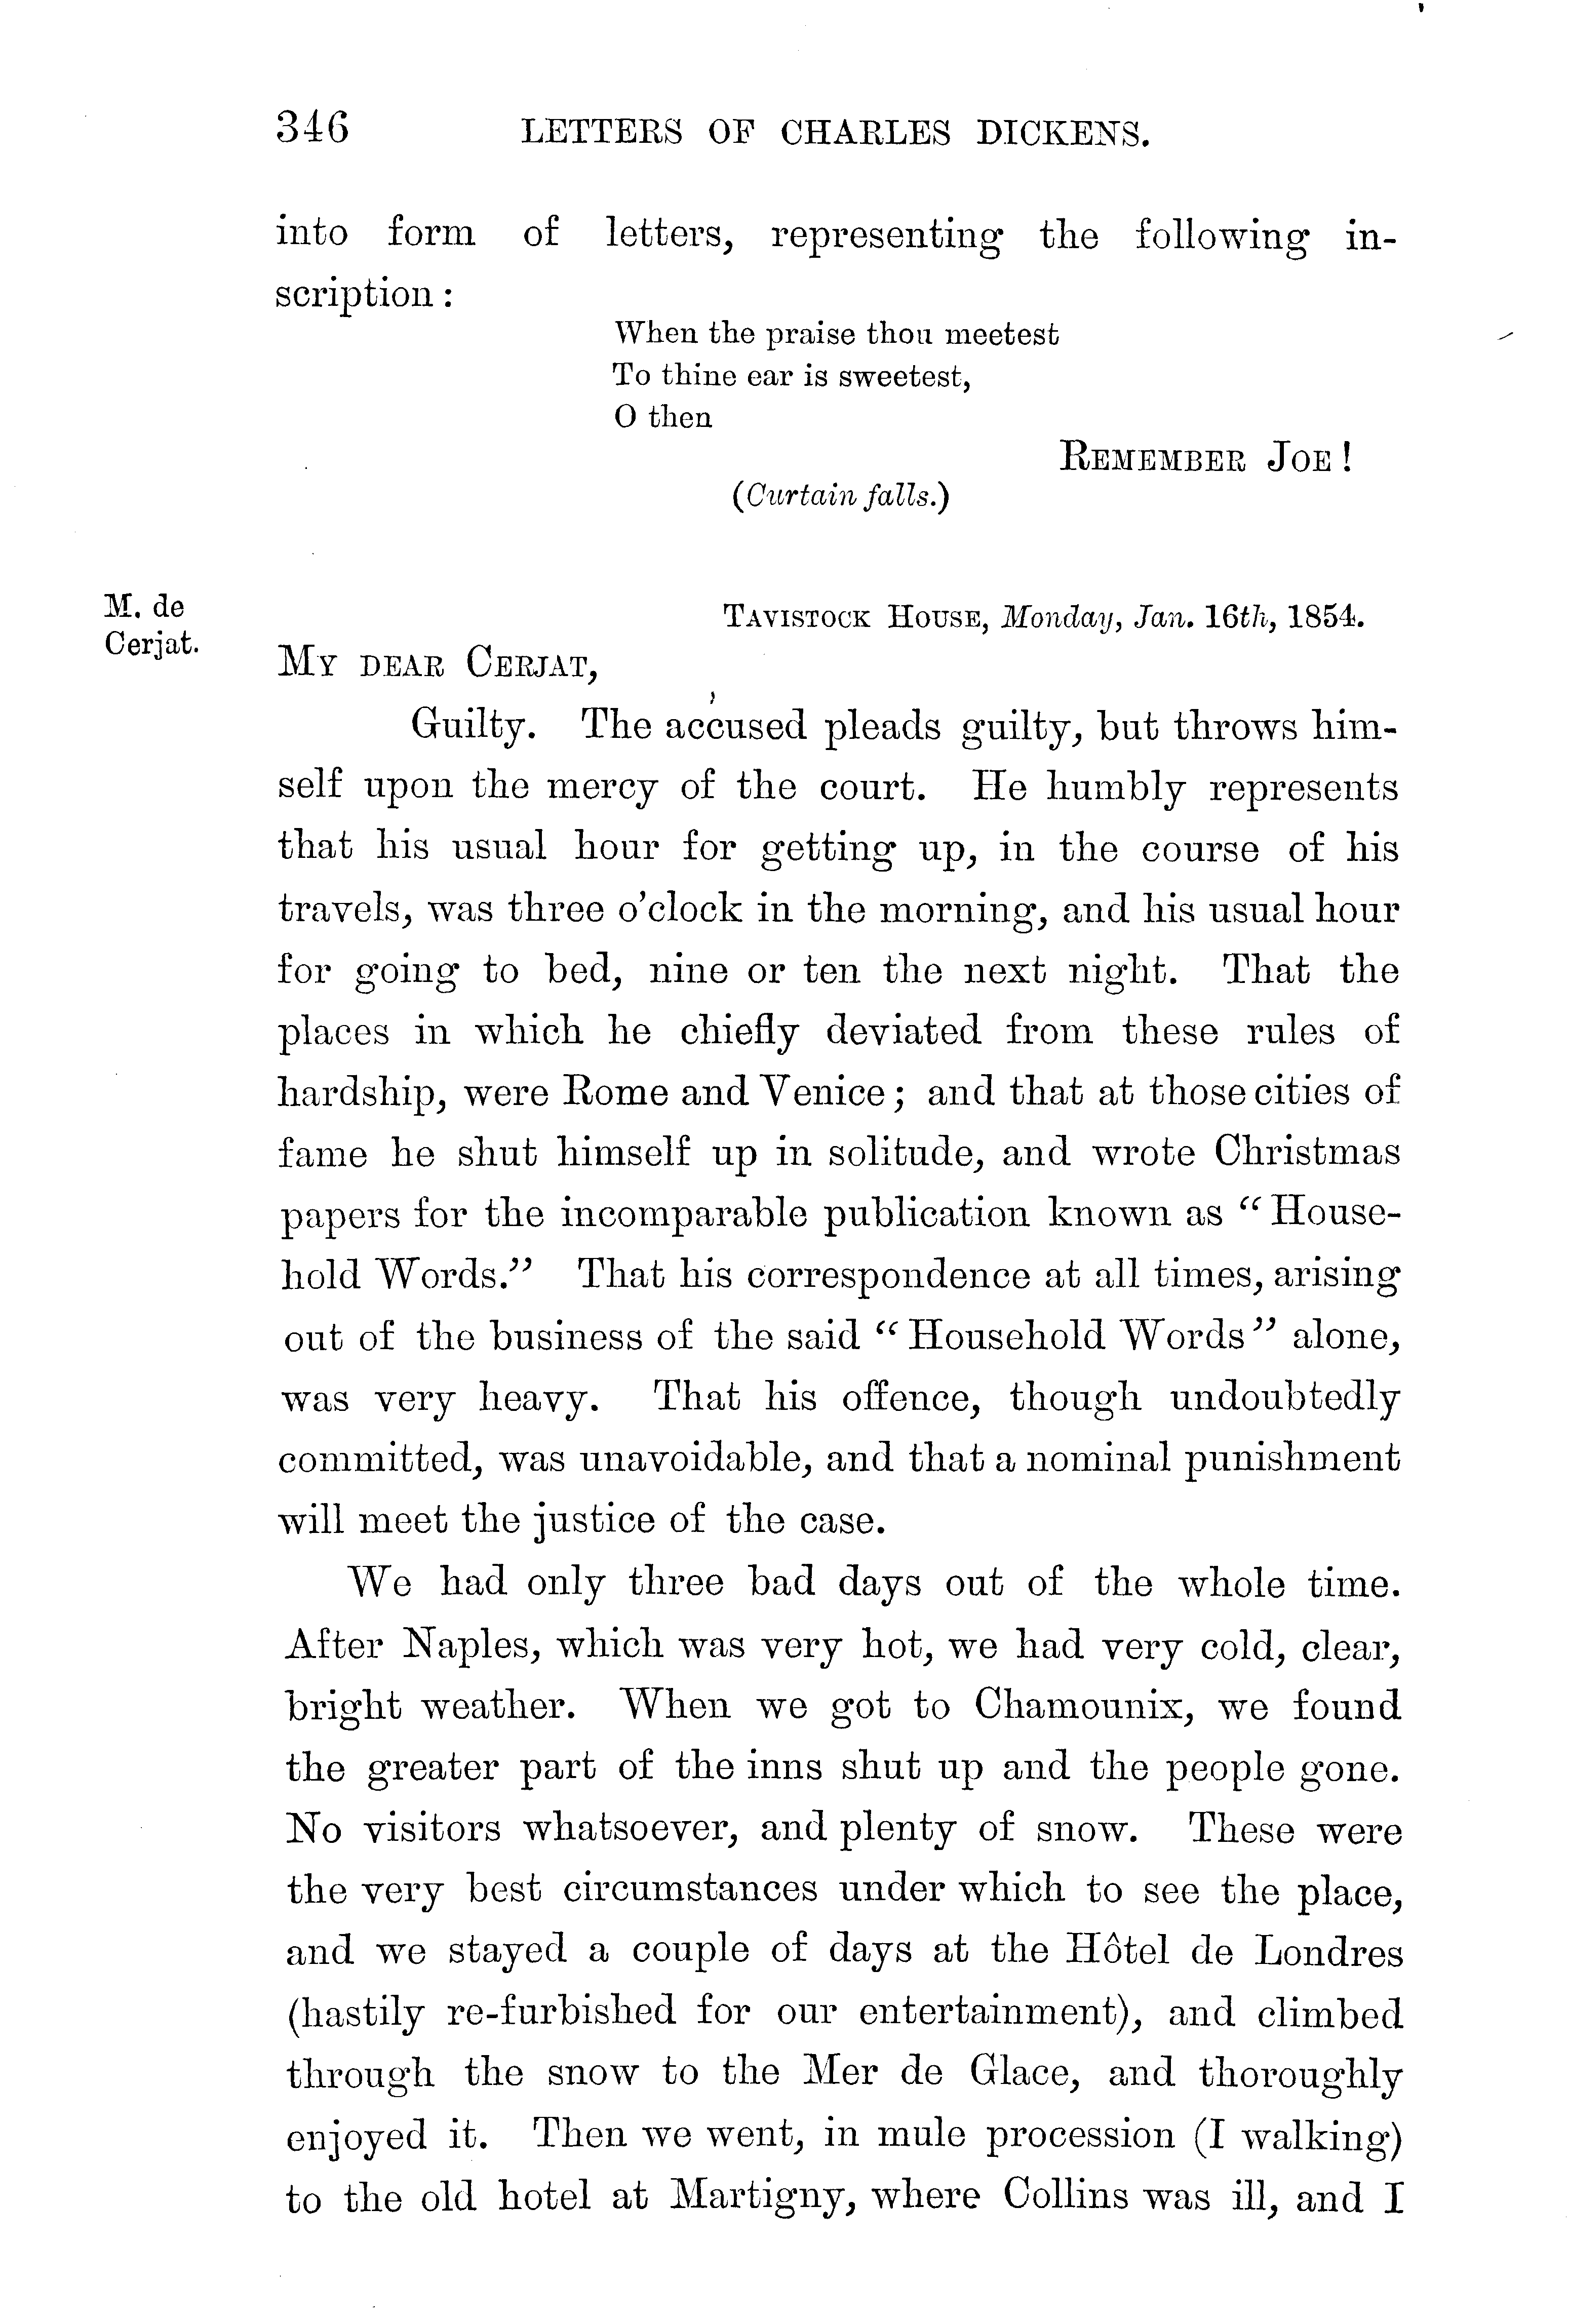 346 LETTERS OF CHARLES DICKENS.
into form of letters, representing the following in-
scription:
When the praise thou meetest
To thine ear is sweetest,
O then
REMEMBER JOE!
(Curtain falls.)
M. de
Cerjat.
TAVISTOCK HOUSE, Monday, Jan. 16th, 1854.
MY DEAR CERJAT,
Guilty. The accused pleads guilty, but throws him-
self upon the mercy of the court. He humbly represents
that his usual hour for getting up, in the course of his
travels, was three o'clock in the morning, and his usual hour
for going to bed, nine or ten the next night. That the
places in which he chiefly deviated from these rules of
hardship, were Rome and Venice; and that at those cities of
fame he shut himself up in solitude, and wrote Christmas
papers for the incomparable publication known as "House-
hold Words." That his correspondence at all times, arising
out of the business of the said "Household Words" alone,
was very heavy. That his offence, though undoubtedly
committed, was unavoidable, and that a nominal punishment
will meet the justice of the case.
We had only three bad days out of the whole time.
After Naples, which was very hot, we had very cold, clear,
bright weather. When we got to Chamounix, we found
the greater part of the inns shut up and the people gone.
No visitors whatsoever, and plenty of snow. These were
the very best circumstances under which to see the place,
and we stayed a couple of days at the Hôtel de Londres
(hastily re-furbished for our entertainment), and climbed
through the snow to the Mer de Glace, and thoroughly
enjoyed it. Then we went, in mule procession (I walking)
to the old hotel at Martigny, where Collins was ill, and I